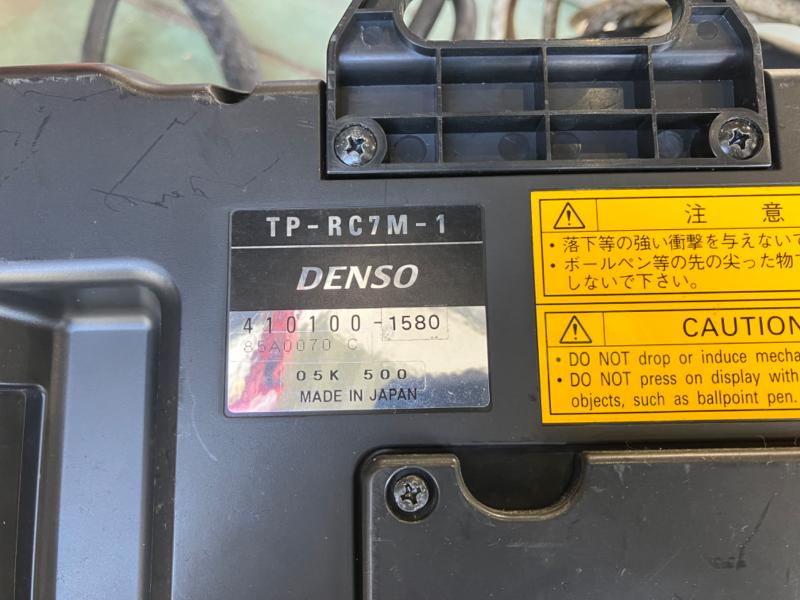 TP-RC7M-1
DENSO
410100-1580
85A0070 C
05K 500
MADE IN JAPAN
注 意
・落下等の強い衝撃を与えない
・ボールペン等の先の尖った物
しないで下さい。
CAUTION
• DO NOT drop or induce mecha
• DO NOT press on display with
objects, such as ballpoint pen.